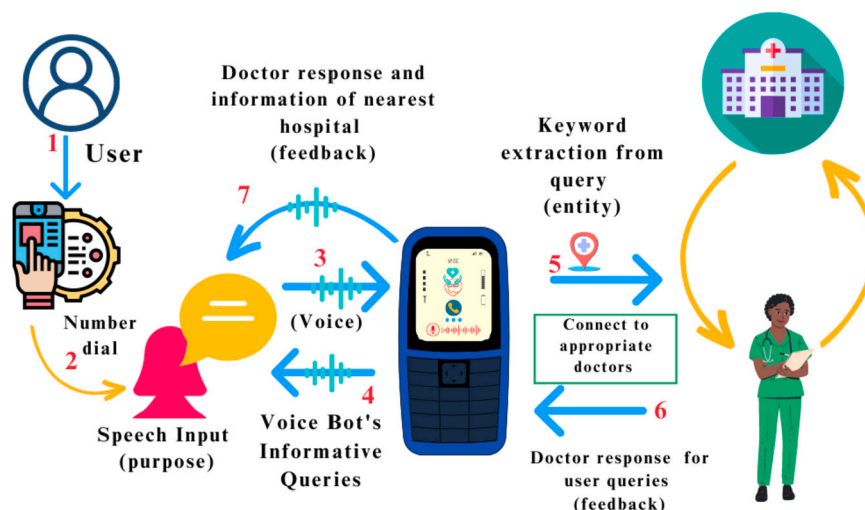 1
User
Number
dial
2
Speech Input
(purpose)
Doctor response and
information of nearest
hospital
(feedback)
7
3
(Voice)
4
Voice Bot's
Informative
Queries
Keyword
extraction from
query
(entity)
5
Connect to
appropriate
doctors
6
Doctor response for
user queries
(feedback)